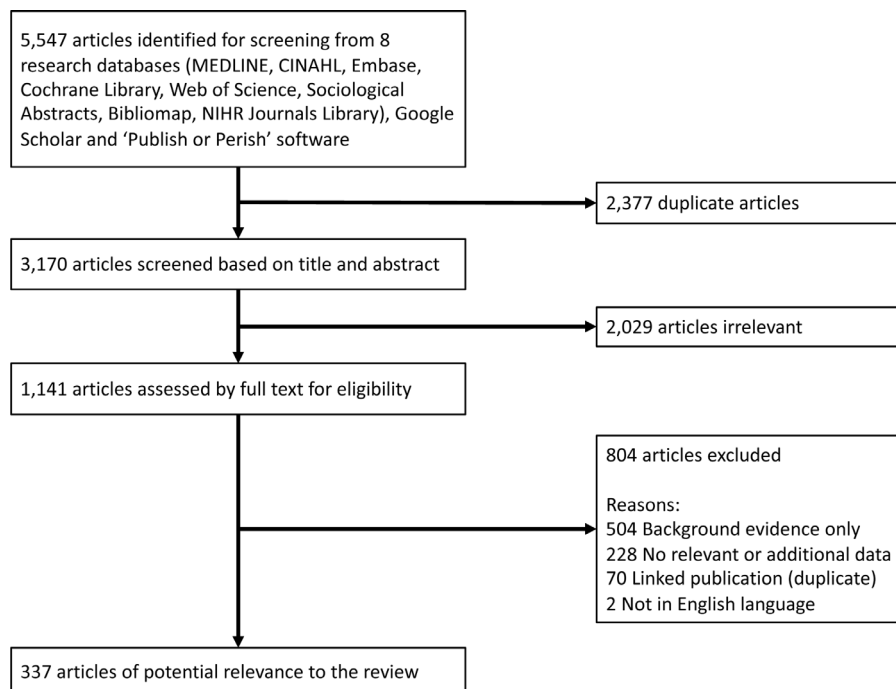 5,547 articles identified for screening from 8
research databases (MEDLINE, CINAHL, Embase,
Cochrane Library, Web of Science, Sociological
Abstracts, Bibliomap, NIHR Journals Library), Google
Scholar and ‘Publish or Perish’ software
2,377 duplicate articles
3,170 articles screened based on title and abstract
2,029 articles irrelevant
1,141 articles assessed by full text for eligibility
804 articles excluded
Reasons:
504 Background evidence only
228 No relevant or additional data
70 Linked publication (duplicate)
2 Not in English language
337 articles of potential relevance to the review